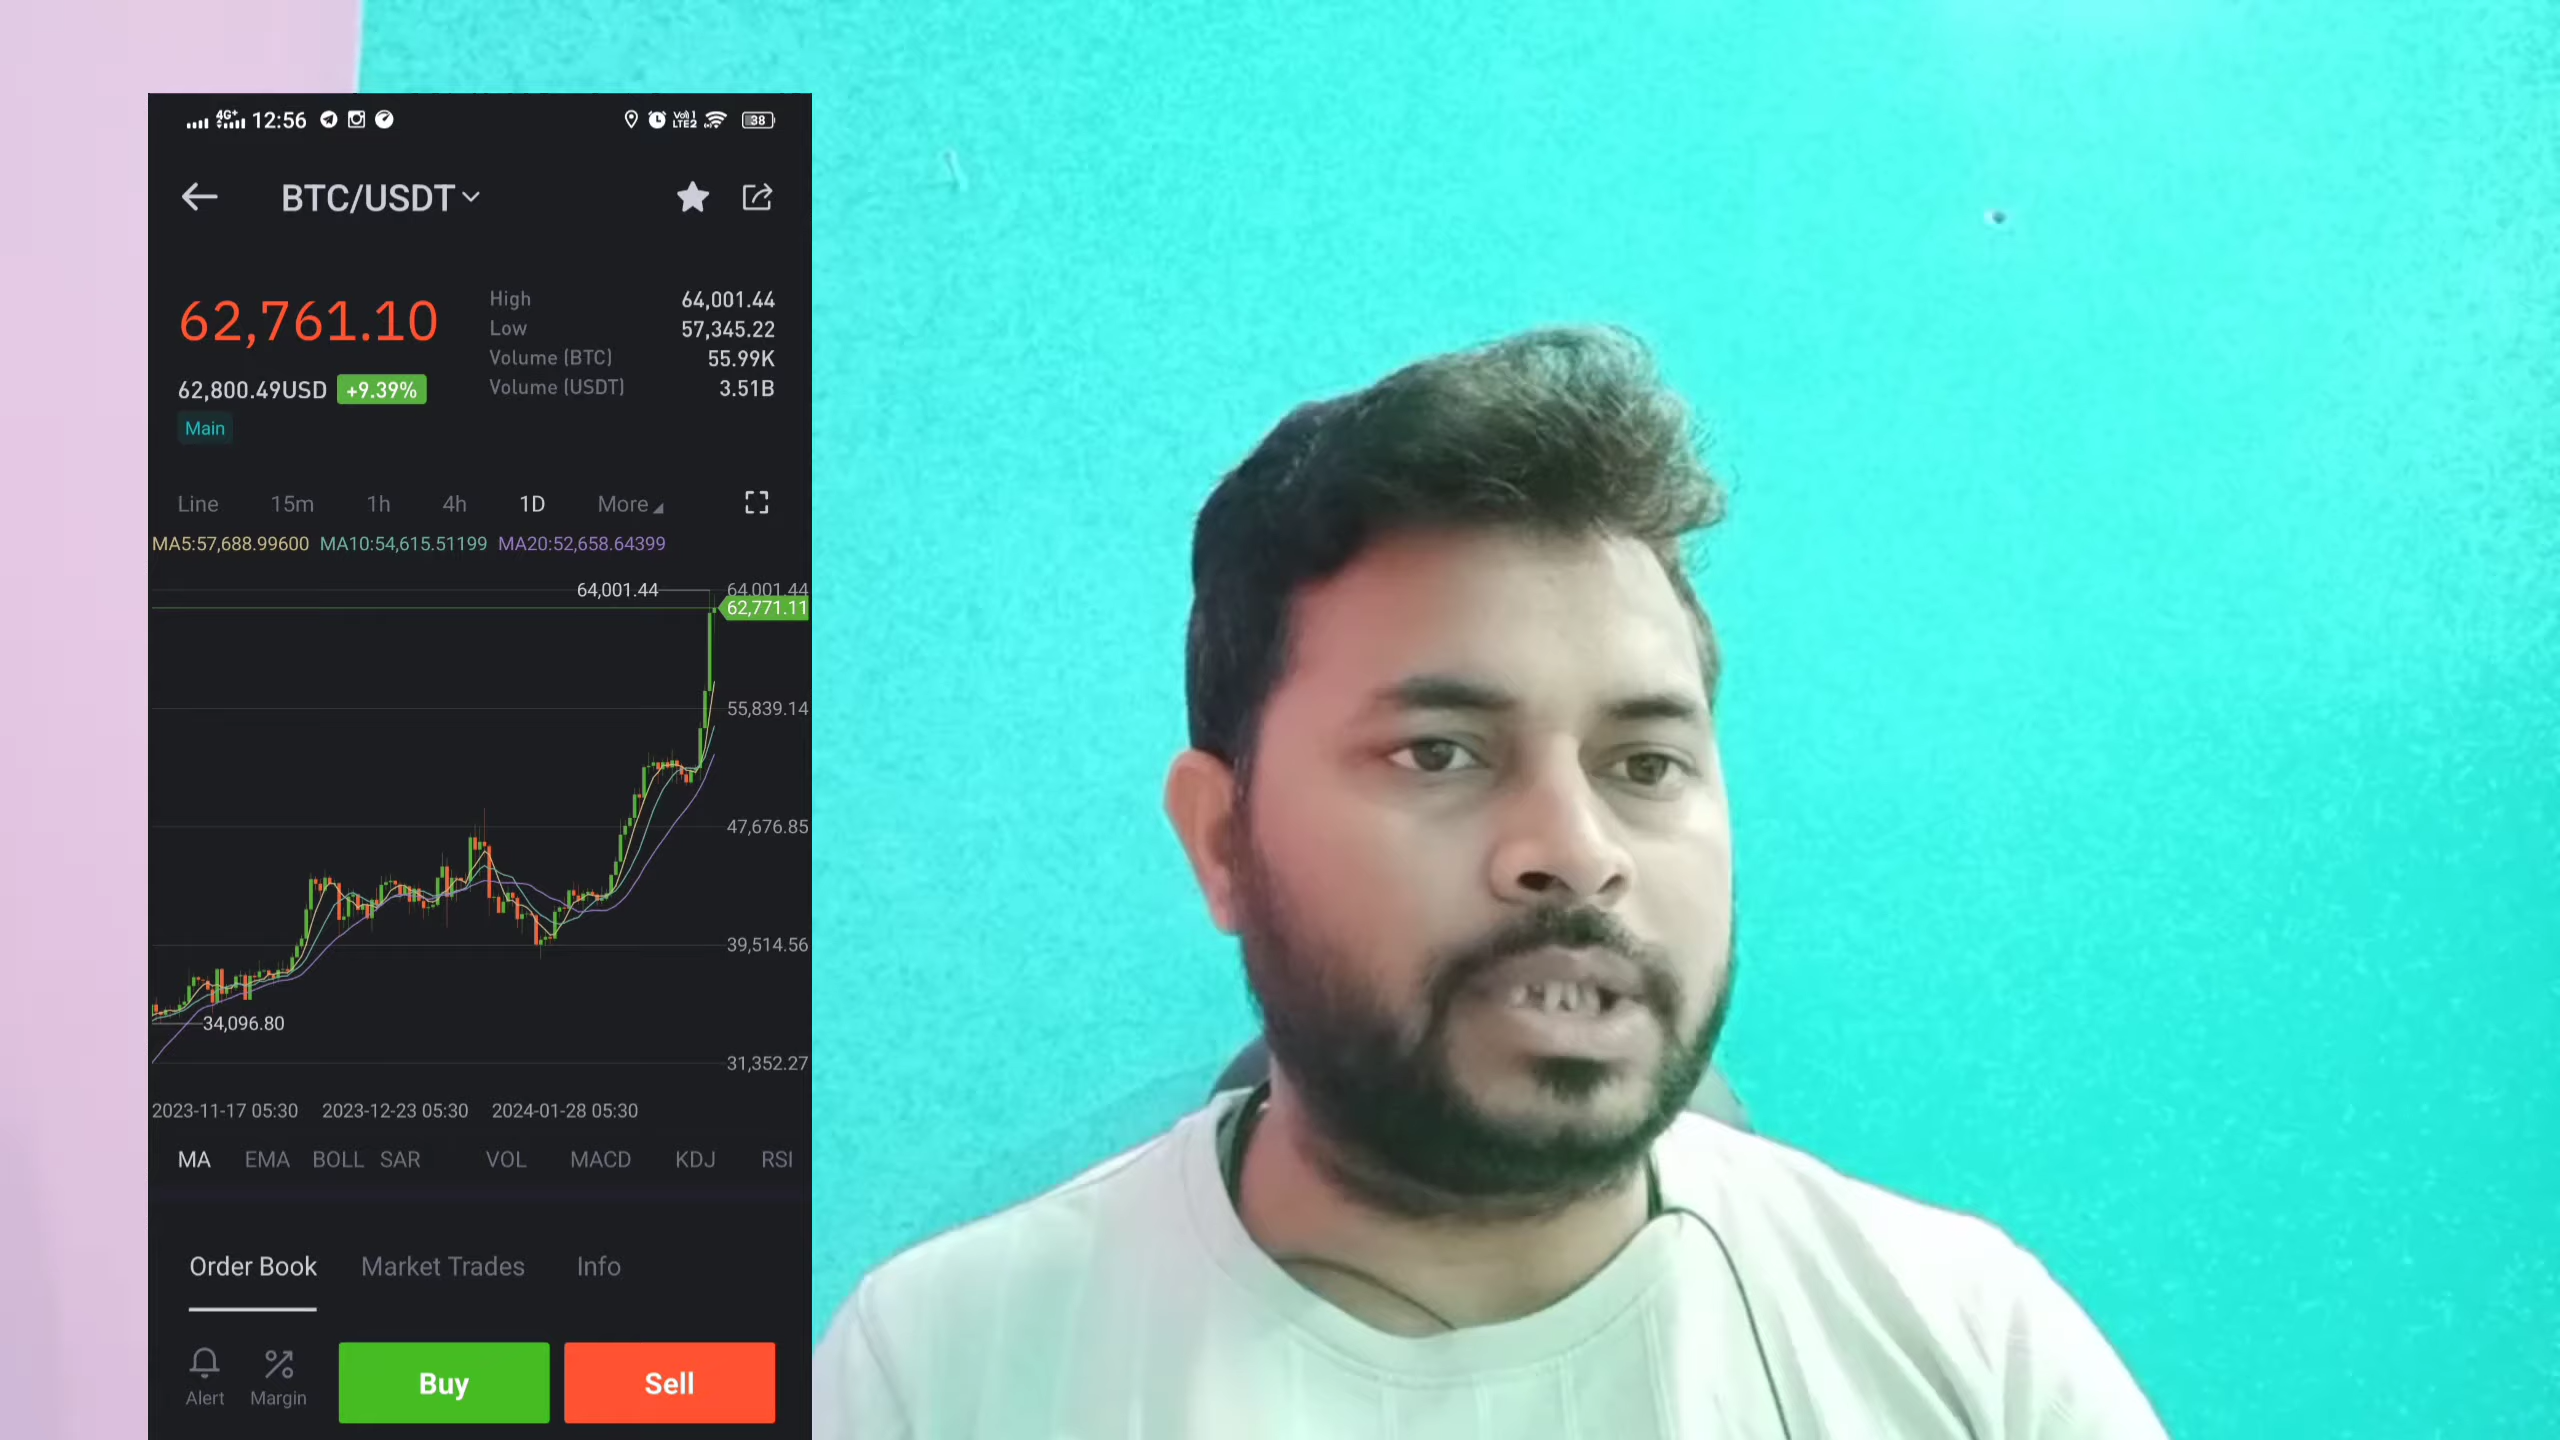 4G+ 12:56 Vo) 1 LTE2 38
BTC/USDT
62,761.10
62,800.49USD +9.39%
Main
High 64,001.44
Low 57,345.22
Volume (BTC) 55.99K
Volume (USDT) 3.51B
Line 15m 1h 4h 1D More
MA5:57,688.99600 MA10:54,615.51199 MA20:52,658.64399
64,001.44 64,001.44
62,771.11
55,839.14
47,676.85
39,514.56
34,096.80
31,352.27
2023-11-17 05:30 2023-12-23 05:30 2024-01-28 05:30
MA EMA BOLL SAR VOL MACD KDJ RSI
Order Book Market Trades Info
Alert Margin Buy Sell